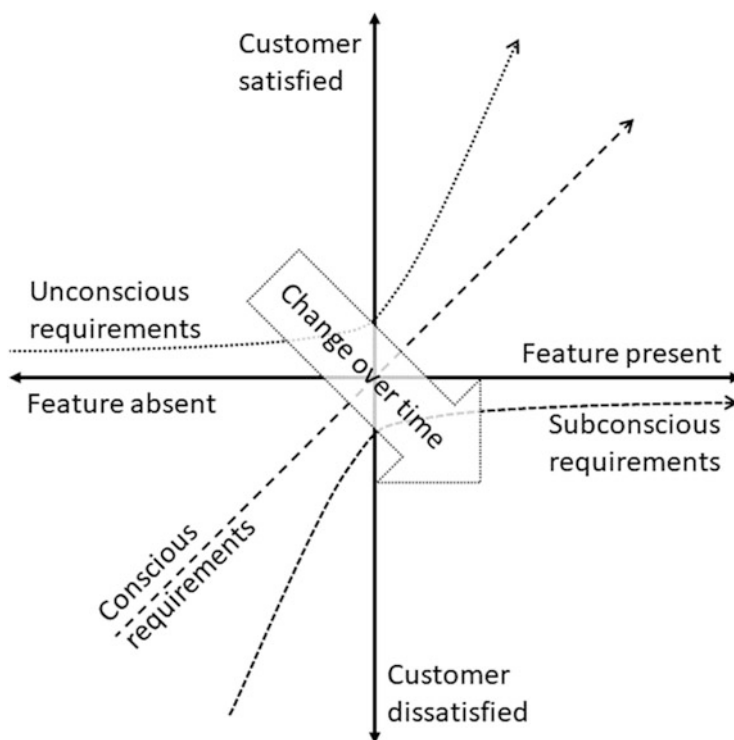 Customer
satisfied
Unconscious
requirements
Change over time
Feature present
Feature absent
Subconscious
requirements
Conscious
requirements
Customer
dissatisfied